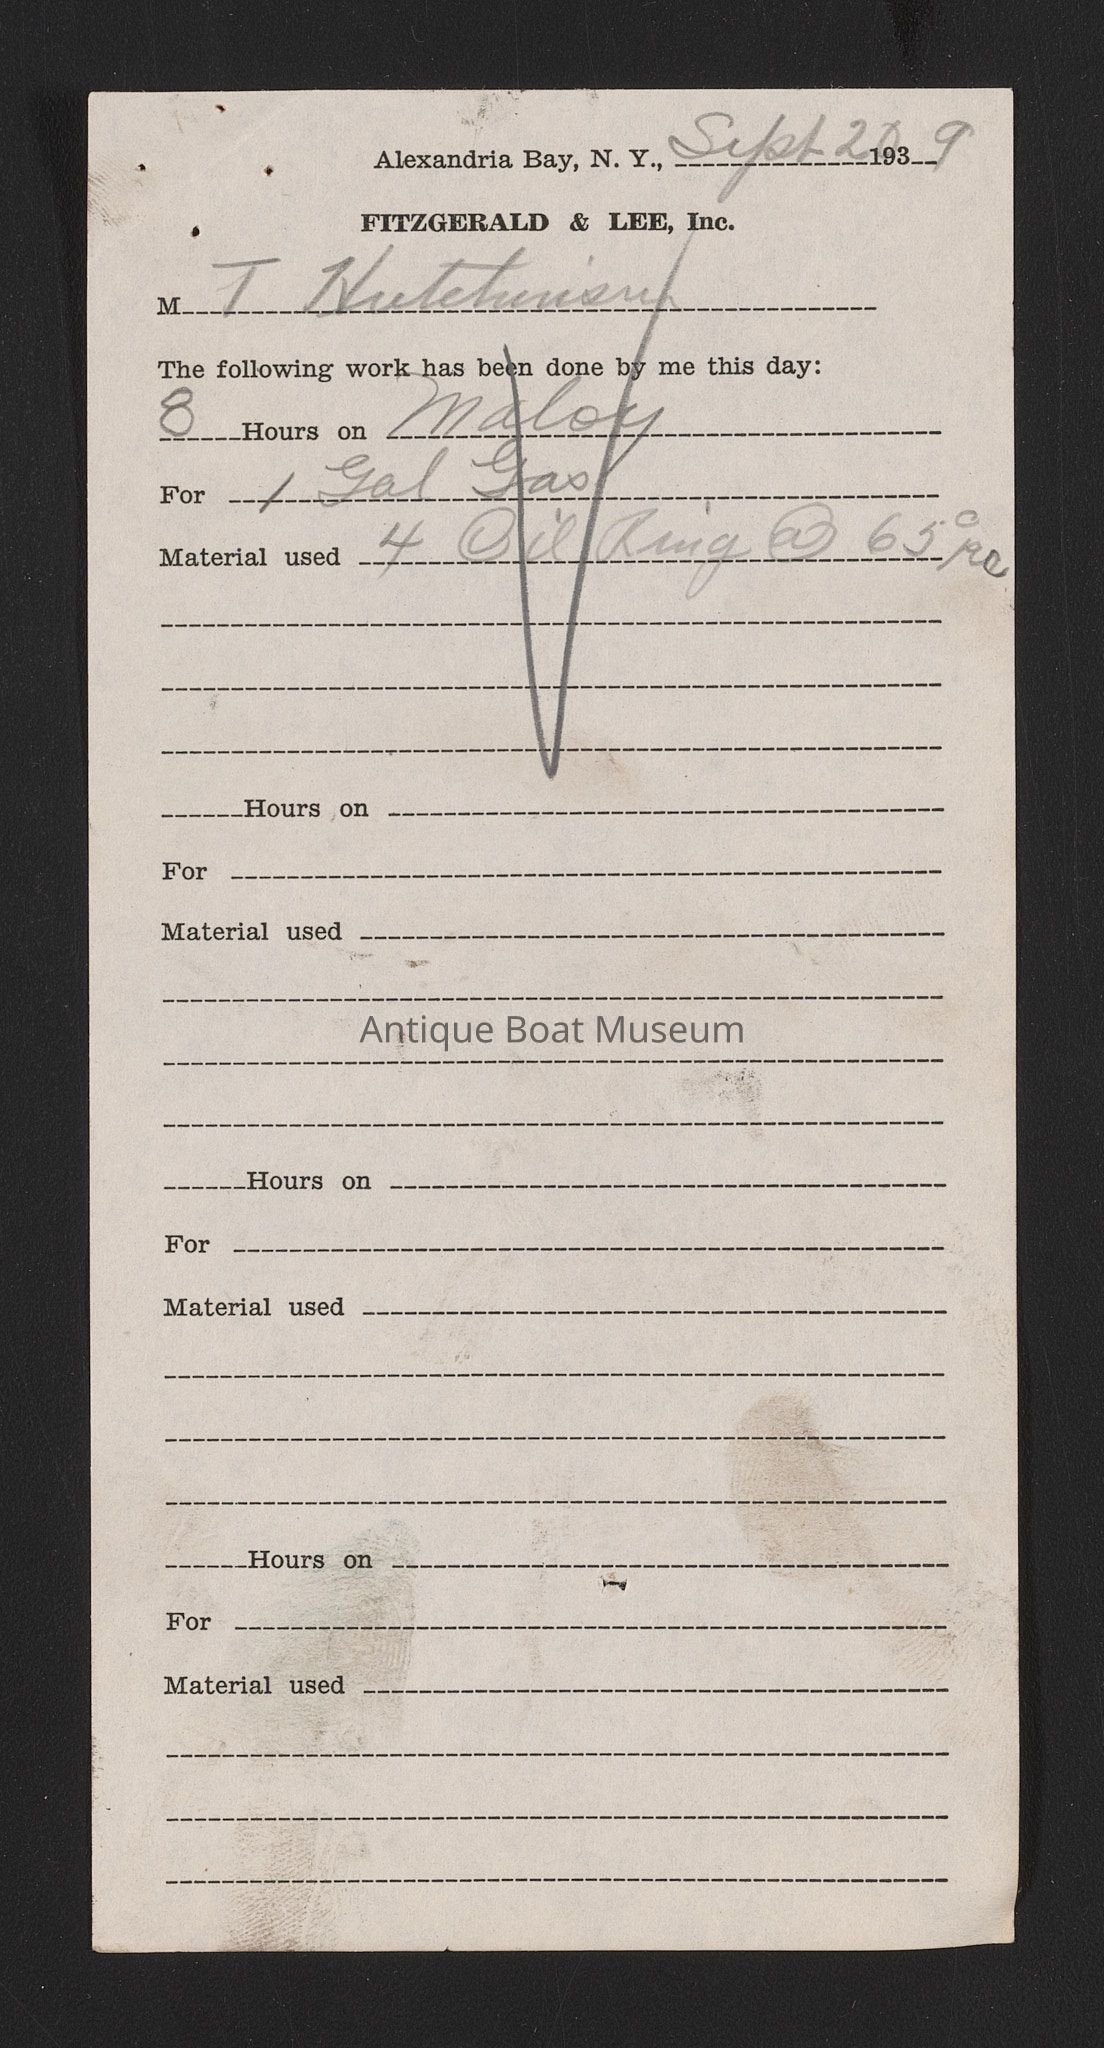 Alexandria Bay, N. Y., Sept 20 1939
FITZGERALD & LEE, Inc.
M T Hutchinson
The following work has been done by me this day:
8 Hours on Maloy
For 1 Gal Gas
Material used 4 Oil Ring @ 65c
Hours on
For
Material used
Antique Boat Museum
Hours on
For
Material used
Hours on
For
Material used